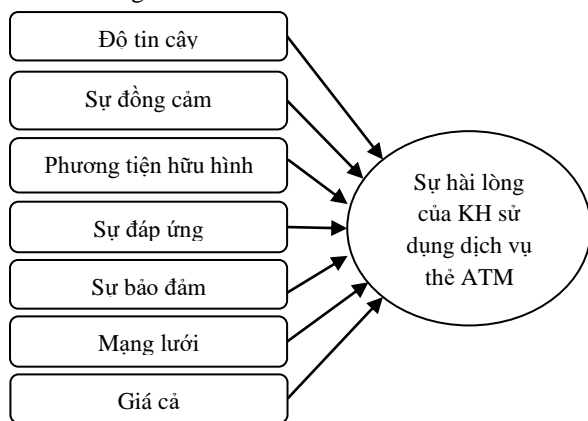 Độ tin cậy
Sự đồng cảm
Phương tiện hữu hình
Sự đáp ứng
Sự bảo đảm
Mạng lưới
Giá cả
Sự hài lòng
của KH sử
dụng dịch vụ
thẻ ATM